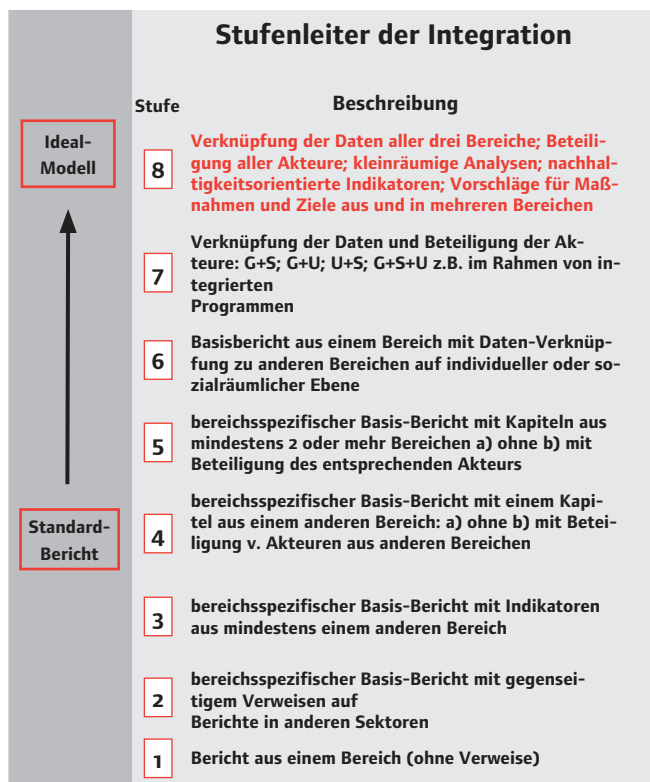 Stufenleiter der Integration
Stufe
Beschreibung
Ideal-
Modell
8
Verknüpfung der Daten aller drei Bereiche; Beteili-
gung aller Akteure; kleinräumige Analysen; nachhal-
tigkeitsorientierte Indikatoren; Vorschläge für Maß-
nahmen und Ziele aus und in mehreren Bereichen
7
Verknüpfung der Daten und Beteiligung der Ak-
teure: G+S; G+U; U+S; G+S+U z.B. im Rahmen von in-
tegrierten
Programmen
6
Basisbericht aus einem Bereich mit Daten-Verknüp-
fung zu anderen Bereichen auf individueller oder so-
zialräumlicher Ebene
5
bereichsspezifischer Basis-Bericht mit Kapiteln aus
mindestens 2 oder mehr Bereichen a) ohne b) mit
Beteiligung des entsprechenden Akteurs
Standard-
Bericht
4
bereichsspezifischer Basis-Bericht mit einem Kapi-
tel aus einem anderen Bereich: a) ohne b) mit Betei-
ligung v. Akteuren aus anderen Bereichen
3
bereichsspezifischer Basis-Bericht mit Indikatoren
aus mindestens einem anderen Bereich
2
bereichsspezifischer Basis-Bericht mit gegensei-
tigem Verweisen auf
Berichte in anderen Sektoren
1
Bericht aus einem Bereich (ohne Verweise)